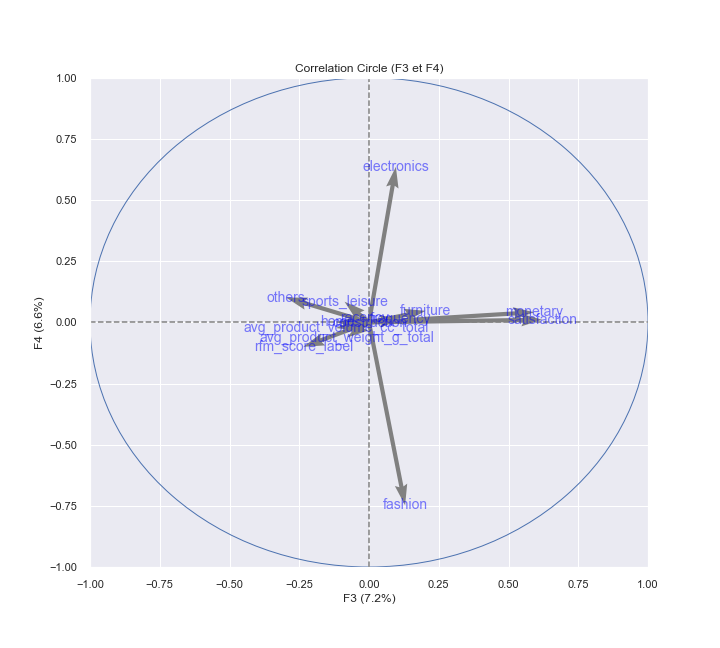 Correlation Circle (F3 et F4)
1.00
0.75
0.50
0.25
0.00
−0.25
−0.50
−0.75
−1.00
F4 (6.6%)
electronics
others
sports_leisure
furniture
monetary
satisfaction
avg_product_
total
avg_product_weight_g_total
rfm_score_label
fashion
−1.00 −0.75 −0.50 −0.25 0.00 0.25 0.50 0.75 1.00
F3 (7.2%)